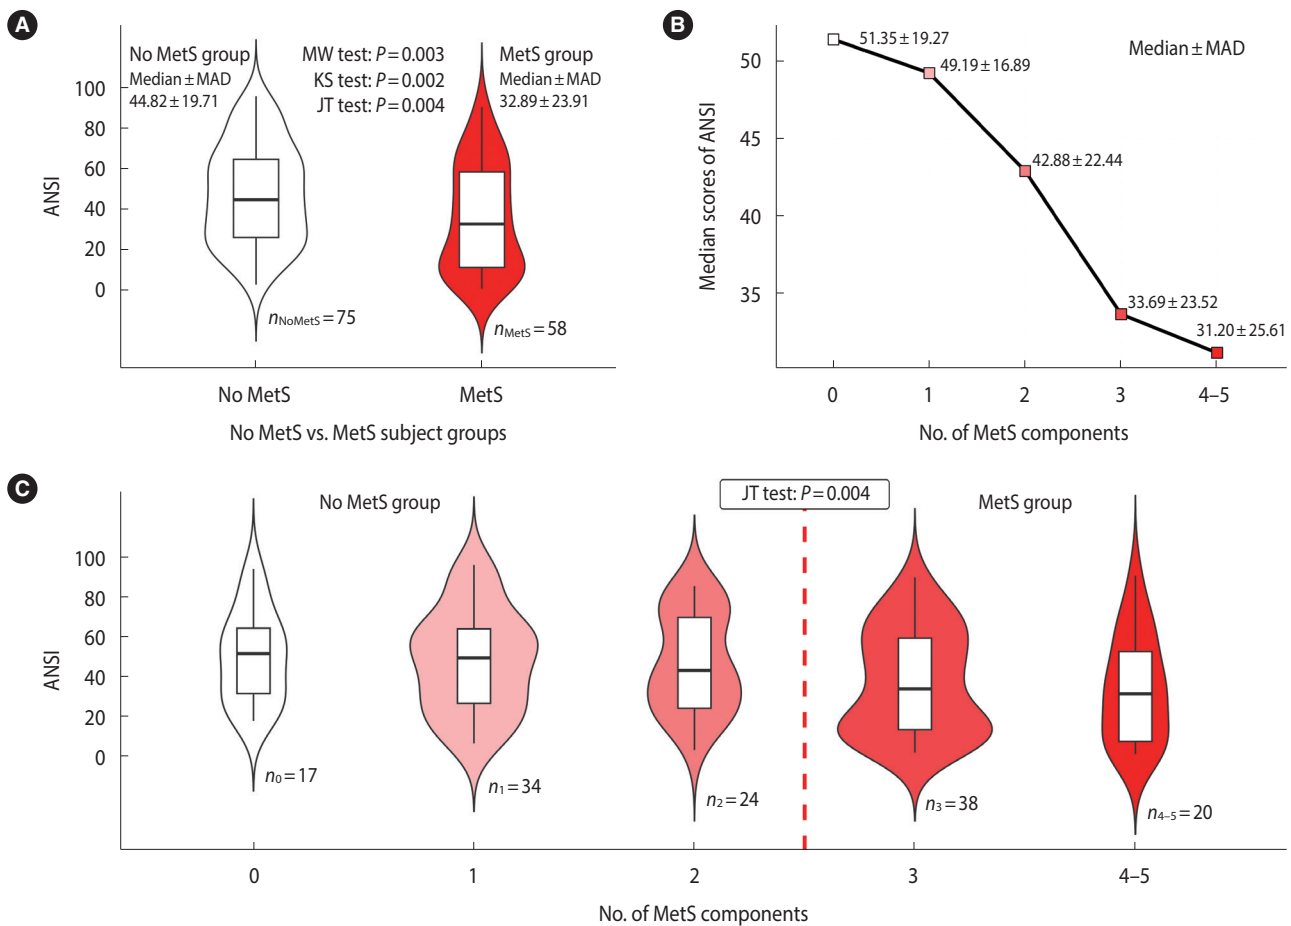 A
No MetS group
Median ± MAD
44.82 ± 19.71
MW test: P = 0.003
KS test: P = 0.002
JT test: P = 0.004
MetS group
Median ± MAD
32.89 ± 23.91
100
80
60
40
20
0
ANSI
nNoMetS = 75
nMetS = 58
No MetS
MetS
No MetS vs. MetS subject groups
B
Median ± MAD
51.35 ± 19.27
49.19 ± 16.89
42.88 ± 22.44
33.69 ± 23.52
31.20 ± 25.61
50
45
40
35
Median scores of ANSI
0
1
2
3
4–5
No. of MetS components
C
No MetS group
JT test: P = 0.004
MetS group
100
80
60
40
20
0
ANSI
n0 = 17
n1 = 34
n2 = 24
n3 = 38
n4–5 = 20
0
1
2
3
4–5
No. of MetS components